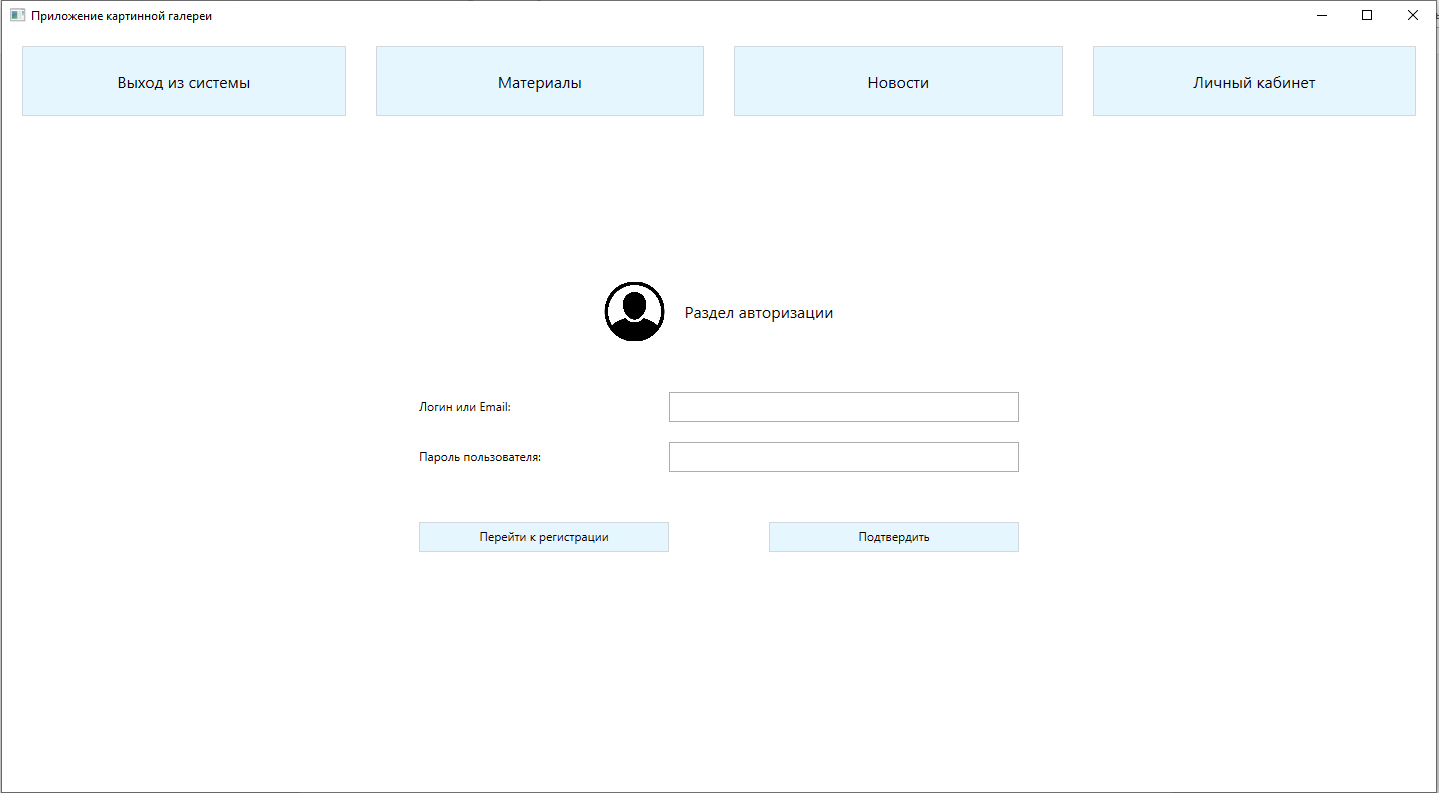 Приложение картинной галереи
Выход из системы
Материалы
Новости
Личный кабинет
Раздел авторизации
Логин или Email:
Пароль пользователя:
Перейти к регистрации
Подтвердить